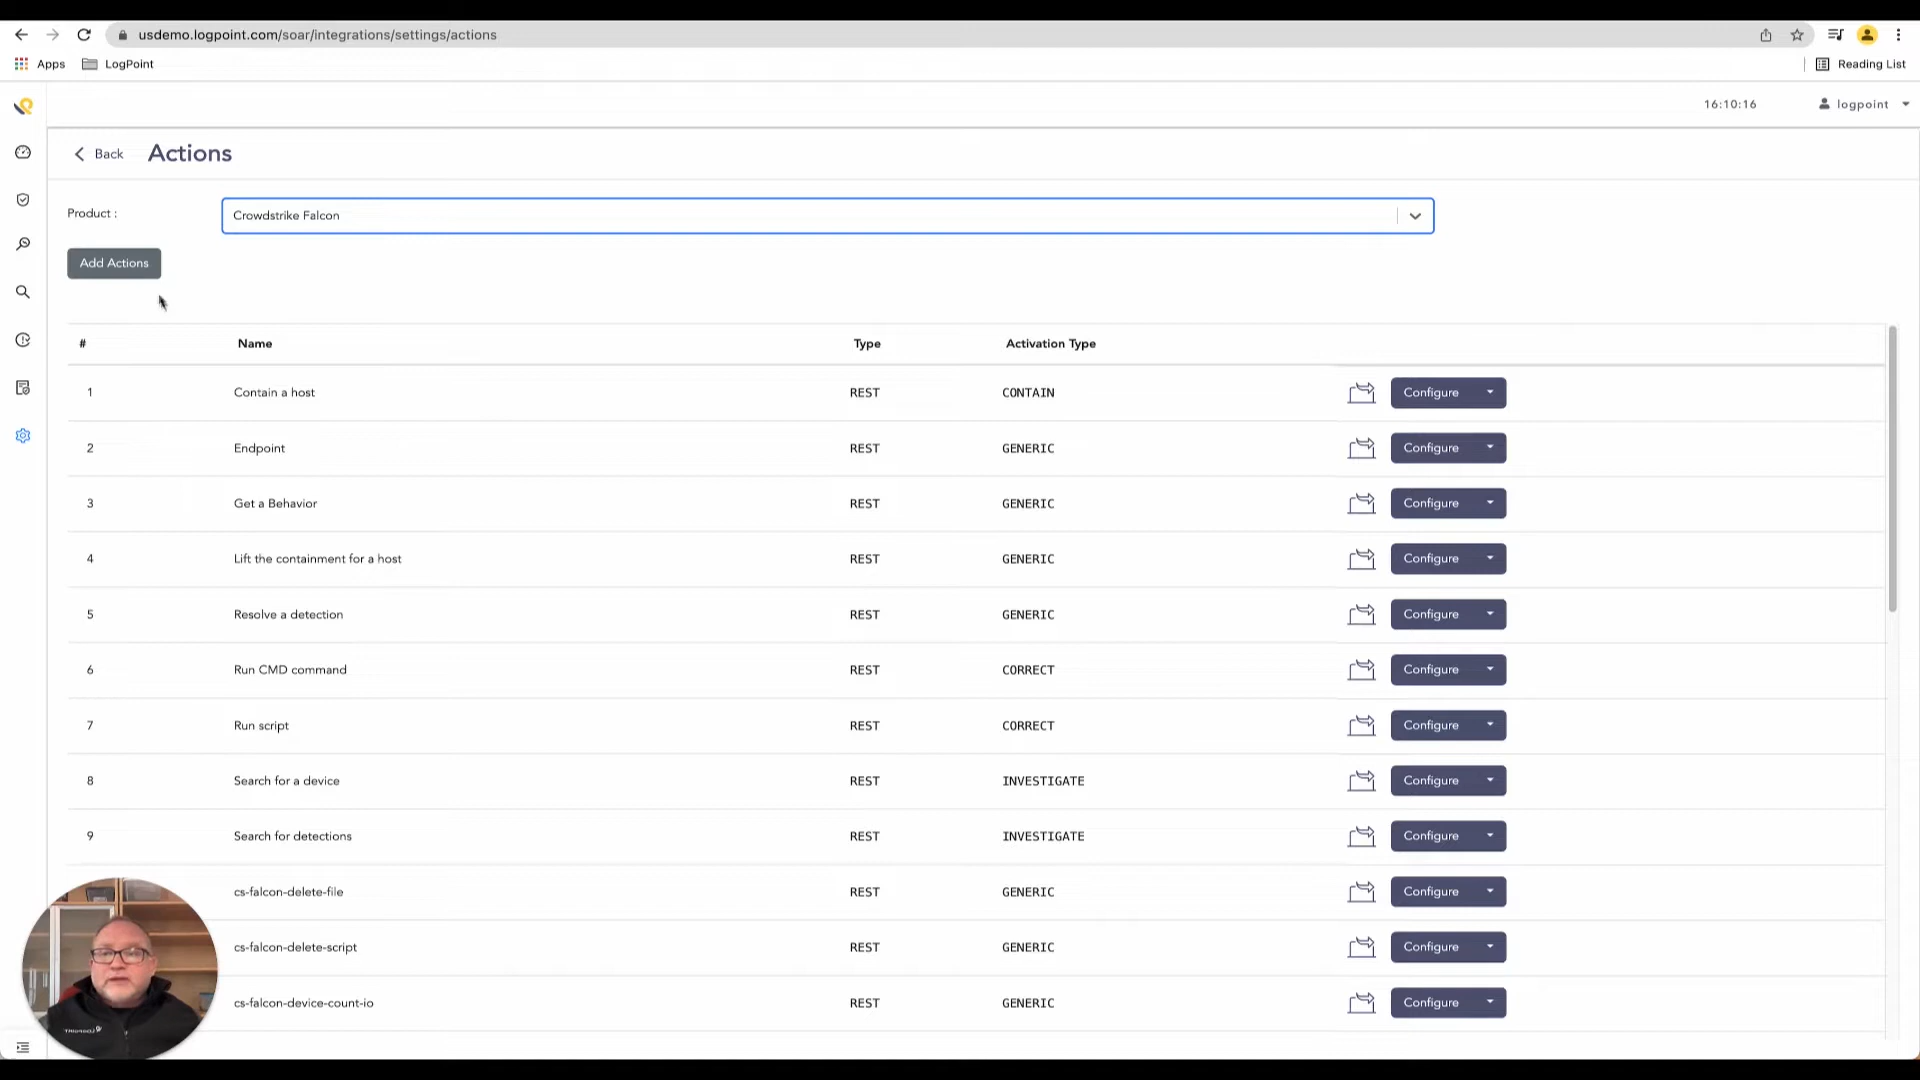 usdemo.logpoint.com/soar/integrations/settings/actions
Apps LogPoint Reading List
16:10:16 logpoint
Back Actions
Product : Crowdstrike Falcon
Add Actions
# Name Type Activation Type
1 Contain a host REST CONTAIN Configure
2 Endpoint REST GENERIC Configure
3 Get a Behavior REST GENERIC Configure
4 Lift the containment for a host REST GENERIC Configure
5 Resolve a detection REST GENERIC Configure
6 Run CMD command REST CORRECT Configure
7 Run script REST CORRECT Configure
8 Search for a device REST INVESTIGATE Configure
9 Search for detections REST INVESTIGATE Configure
cs-falcon-delete-file REST GENERIC Configure
cs-falcon-delete-script REST GENERIC Configure
cs-falcon-device-count-io REST GENERIC Configure